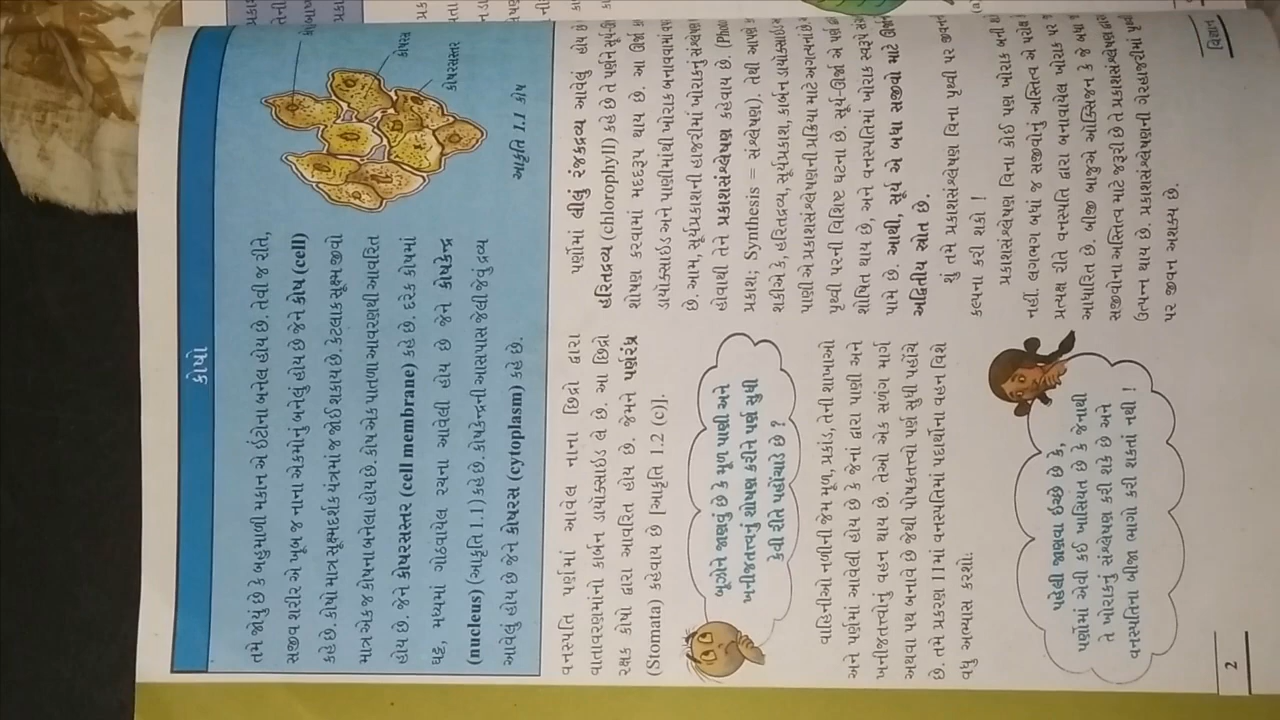 કોષો
તમે જોયું છે કે બહુમાળી મકાન એ ઈંટોના બનેલ હોય છે. તેવી જ રીતે,
સજીવ શરીર એ ખૂબ જ નાના એકમોનું બનેલું હોય છે જેને કોષ (cell)
કહે છે. કોષો માત્ર સૂક્ષ્મદર્શક યંત્રમાં જ જોઈ શકાય છે. કેટલાક સૂક્ષ્મ જીવો
માત્ર એક જ કોષના બનેલા હોય છે. કોષ એક પાતળા આવરણથી આવરિત
હોય છે. જેને કોષરસસ્તર (cell membrane) કહે છે. દરેક કોષમાં
ઘટ્ટ, મધ્યમાં ગોઠવાયેલ રચના આવેલી હોય છે જેને કોષકેન્દ્ર
(nucleus) (આકૃતિ 1.1) કહે છે. કોષકેન્દ્રની આસપાસ જેલી જેવું દ્રવ્ય
આવેલું હોય છે જેને કોષરસ (cytoplasm) કહે છે.
કોષરસ
કોષરસસ્તર
આકૃતિ 1.1 કોષ
વનસ્પતિ પર્ણમાં આવેલ નાના છિદ્રો દ્વારા
વાતાવરણમાંનો કાર્બન ડાયૉક્સાઇડ લે છે. આ છિદ્રો
રક્ષક કોષો દ્વારા આવરિત હોય છે. જેમને પર્ણરંધ્ર
(Stomata) કહેવાય છે [આકૃતિ 1.2 (c)].
બૂઝોને જાણવું છે કે મૂળ પાણી અને
ખનીજતત્ત્વનું શોષણ કરીને પર્ણ સુધી
કેવી રીતે પહોંચાડે છે ?
વાહિનીઓ નળીની જેમ મૂળ, પ્રકાંડ, તેની શાખાઓ
અને પર્ણમાં આવેલી હોય છે કે જેનાં દ્વારા પાણી અને
ખનીજતત્ત્વોનું વહન થાય છે. તેઓ એક સળંગ માર્ગ
અથવા પથ બનાવે છે જેથી પોષકતત્ત્વો પર્ણ સુધી પહોંચે
છે. તમે પ્રકરણ 11 માં વનસ્પતિમાં પદાર્થોના વહન વિશે
વધુ અભ્યાસ કરશો.
પહેલી જાણવા ઈચ્છે છે કે,
પર્ણોમાં એવી કઈ ખાસિયત છે કે જેનાથી
તે ખોરાકનું સંશ્લેષણ કરી શકે છે અને
વનસ્પતિના બીજા ભાગો કરી શકતાં નથી !
પર્ણોમાં લીલું રંજકદ્રવ્ય આવેલું હોય છે
હરિતદ્રવ્ય (chlorophyll) કહે છે તે પર્ણને સૂર્ય-ઊ
શોષણ કરવામાં મદદરૂપ થાય છે. આ ઊર્જા
ડાયૉક્સાઇડ અને પાણીમાંથી ખોરાક બનાવવામાં
છે. આમ, સૂર્યપ્રકાશની હાજરીમાં ખોરાકનું સંશ્લેષણ
હોવાથી તેને પ્રકાશસંશ્લેષણ કહેવાય છે. (Photo
પ્રકાશ; Synthesis = સંશ્લેષણ). તેથી આપણે
શકીએ કે, હરિતદ્રવ્ય, સૂર્યપ્રકાશ, કાર્બન ડાયૉક્સાઇડ
પાણી એ પ્રકાશસંશ્લેષણની પ્રક્રિયા માટે અગત્યનાં છે.
પૃથ્વી પરની વિશિષ્ટ ઘટના છે. સૂર્ય-ઊર્જા એ પર્ણ
શોષિત થાય છે, અને વનસ્પતિમાં ખોરાક સ્વરૂપે
પામે છે. આથી, સૂર્ય એ બધા સજીવો માટે ઊ
અદ્વિતીય સ્રોત છે.
શું તમે પ્રકાશસંશ્લેષણ વિના પૃથ્વી પર જીવન
કલ્પના કરી શકો !
પ્રકાશસંશ્લેષણ વિના કોઈ પણ ખોરાક બની શ
નહીં. લગભગ બધાં જ સજીવોનું અસ્તિત્વ એ પરોક્ષ
પ્રત્યક્ષ રીતે વનસ્પતિ દ્વારા બનાવાયેલ ખોરાક પર
આધારિત છે. બીજી બાજુએ ઑક્સિજન કે જે બધા
સજીવોના અસ્તિત્વ માટે જરૂરી છે તે પ્રકાશસંશ્લેષણ દ્વારા
ઉત્પન્ન થાય છે. પ્રકાશસંશ્લેષણની ગેરહાજરીમાં પૃથ્વી
પર જીવન અશક્ય છે.
2
વિજ્ઞાન